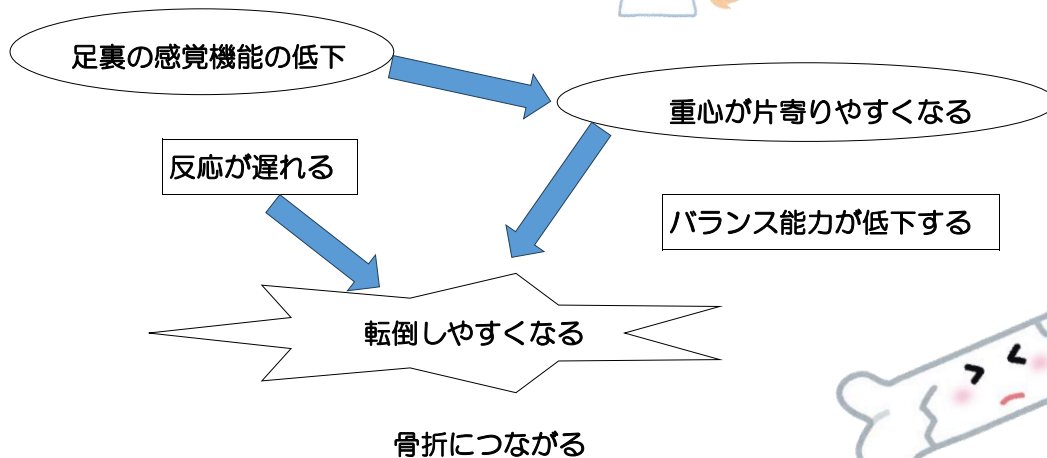 足裏の感覚機能の低下
重心が片寄りやすくなる
反応が遅れる
バランス能力が低下する
転倒しやすくなる
骨折につながる